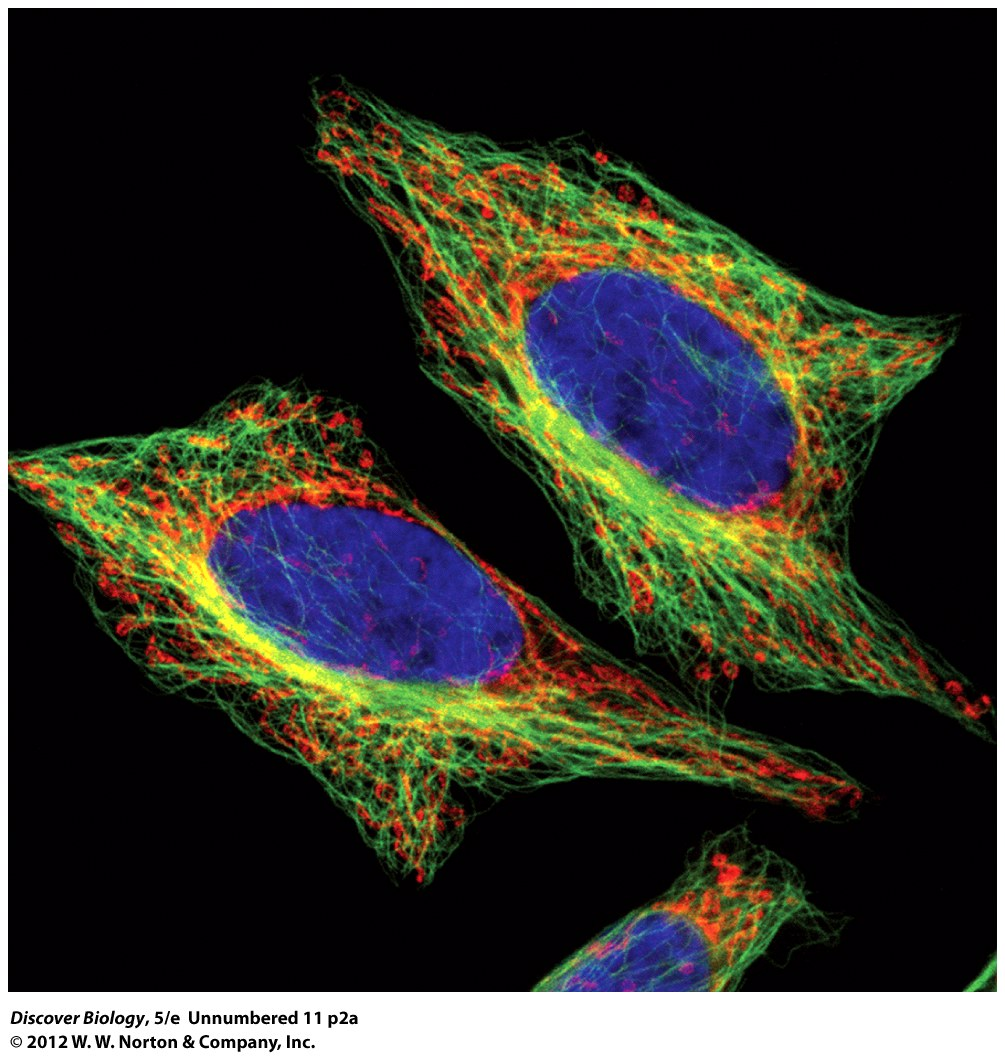 Discover Biology, 5/e Unnumbered 11 p2a
© 2012 W. W. Norton & Company, Inc.